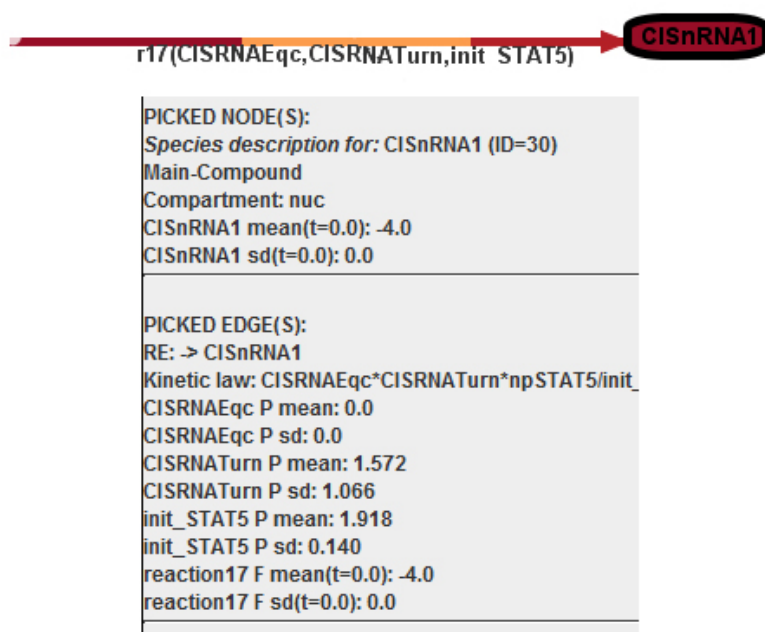 CISnRNA1
r17(CISRNAEqc,CISRNATurn,init STAT5)
PICKED NODE(S):
Species description for: CISnRNA1 (ID=30)
Main-Compound
Compartment: nuc
CISnRNA1 mean(t=0.0): -4.0
CISnRNA1 sd(t=0.0): 0.0
PICKED EDGE(S):
RE: -> CISnRNA1
Kinetic law: CISRNAEqc*CISRNATurn*npSTAT5/init_
CISRNAEqc P mean: 0.0
CISRNAEqc P sd: 0.0
CISRNATurn P mean: 1.572
CISRNATurn P sd: 1.066
init_STAT5 P mean: 1.918
init_STAT5 P sd: 0.140
reaction17 F mean(t=0.0): -4.0
reaction17 F sd(t=0.0): 0.0